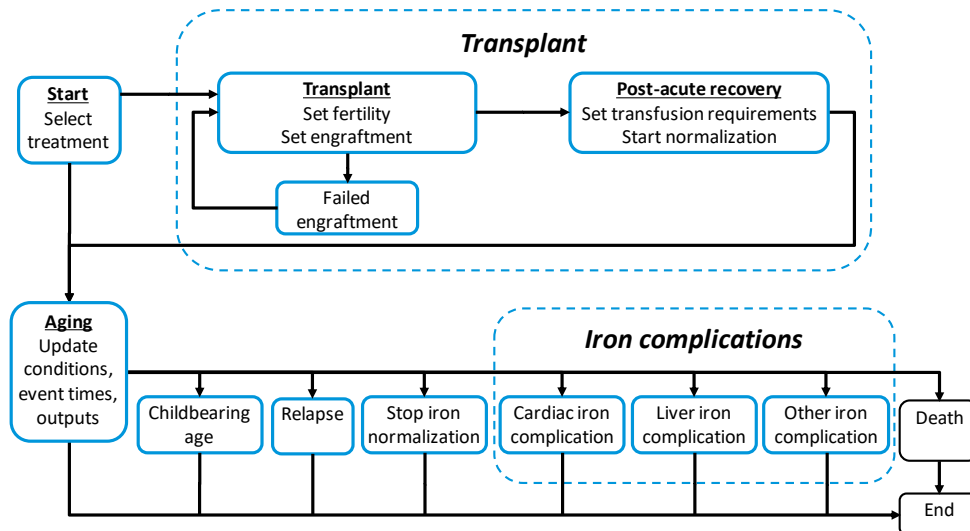 Transplant
Start
Select
treatment
Transplant
Set fertility
Set engraftment
Post-acute recovery
Set transfusion requirements
Start normalization
Failed
engraftment
Aging
Update
conditions,
event times,
outputs
Iron complications
Childbearing
age
Relapse
Stop iron
normalization
Cardiac iron
complication
Liver iron
complication
Other iron
complication
Death
End